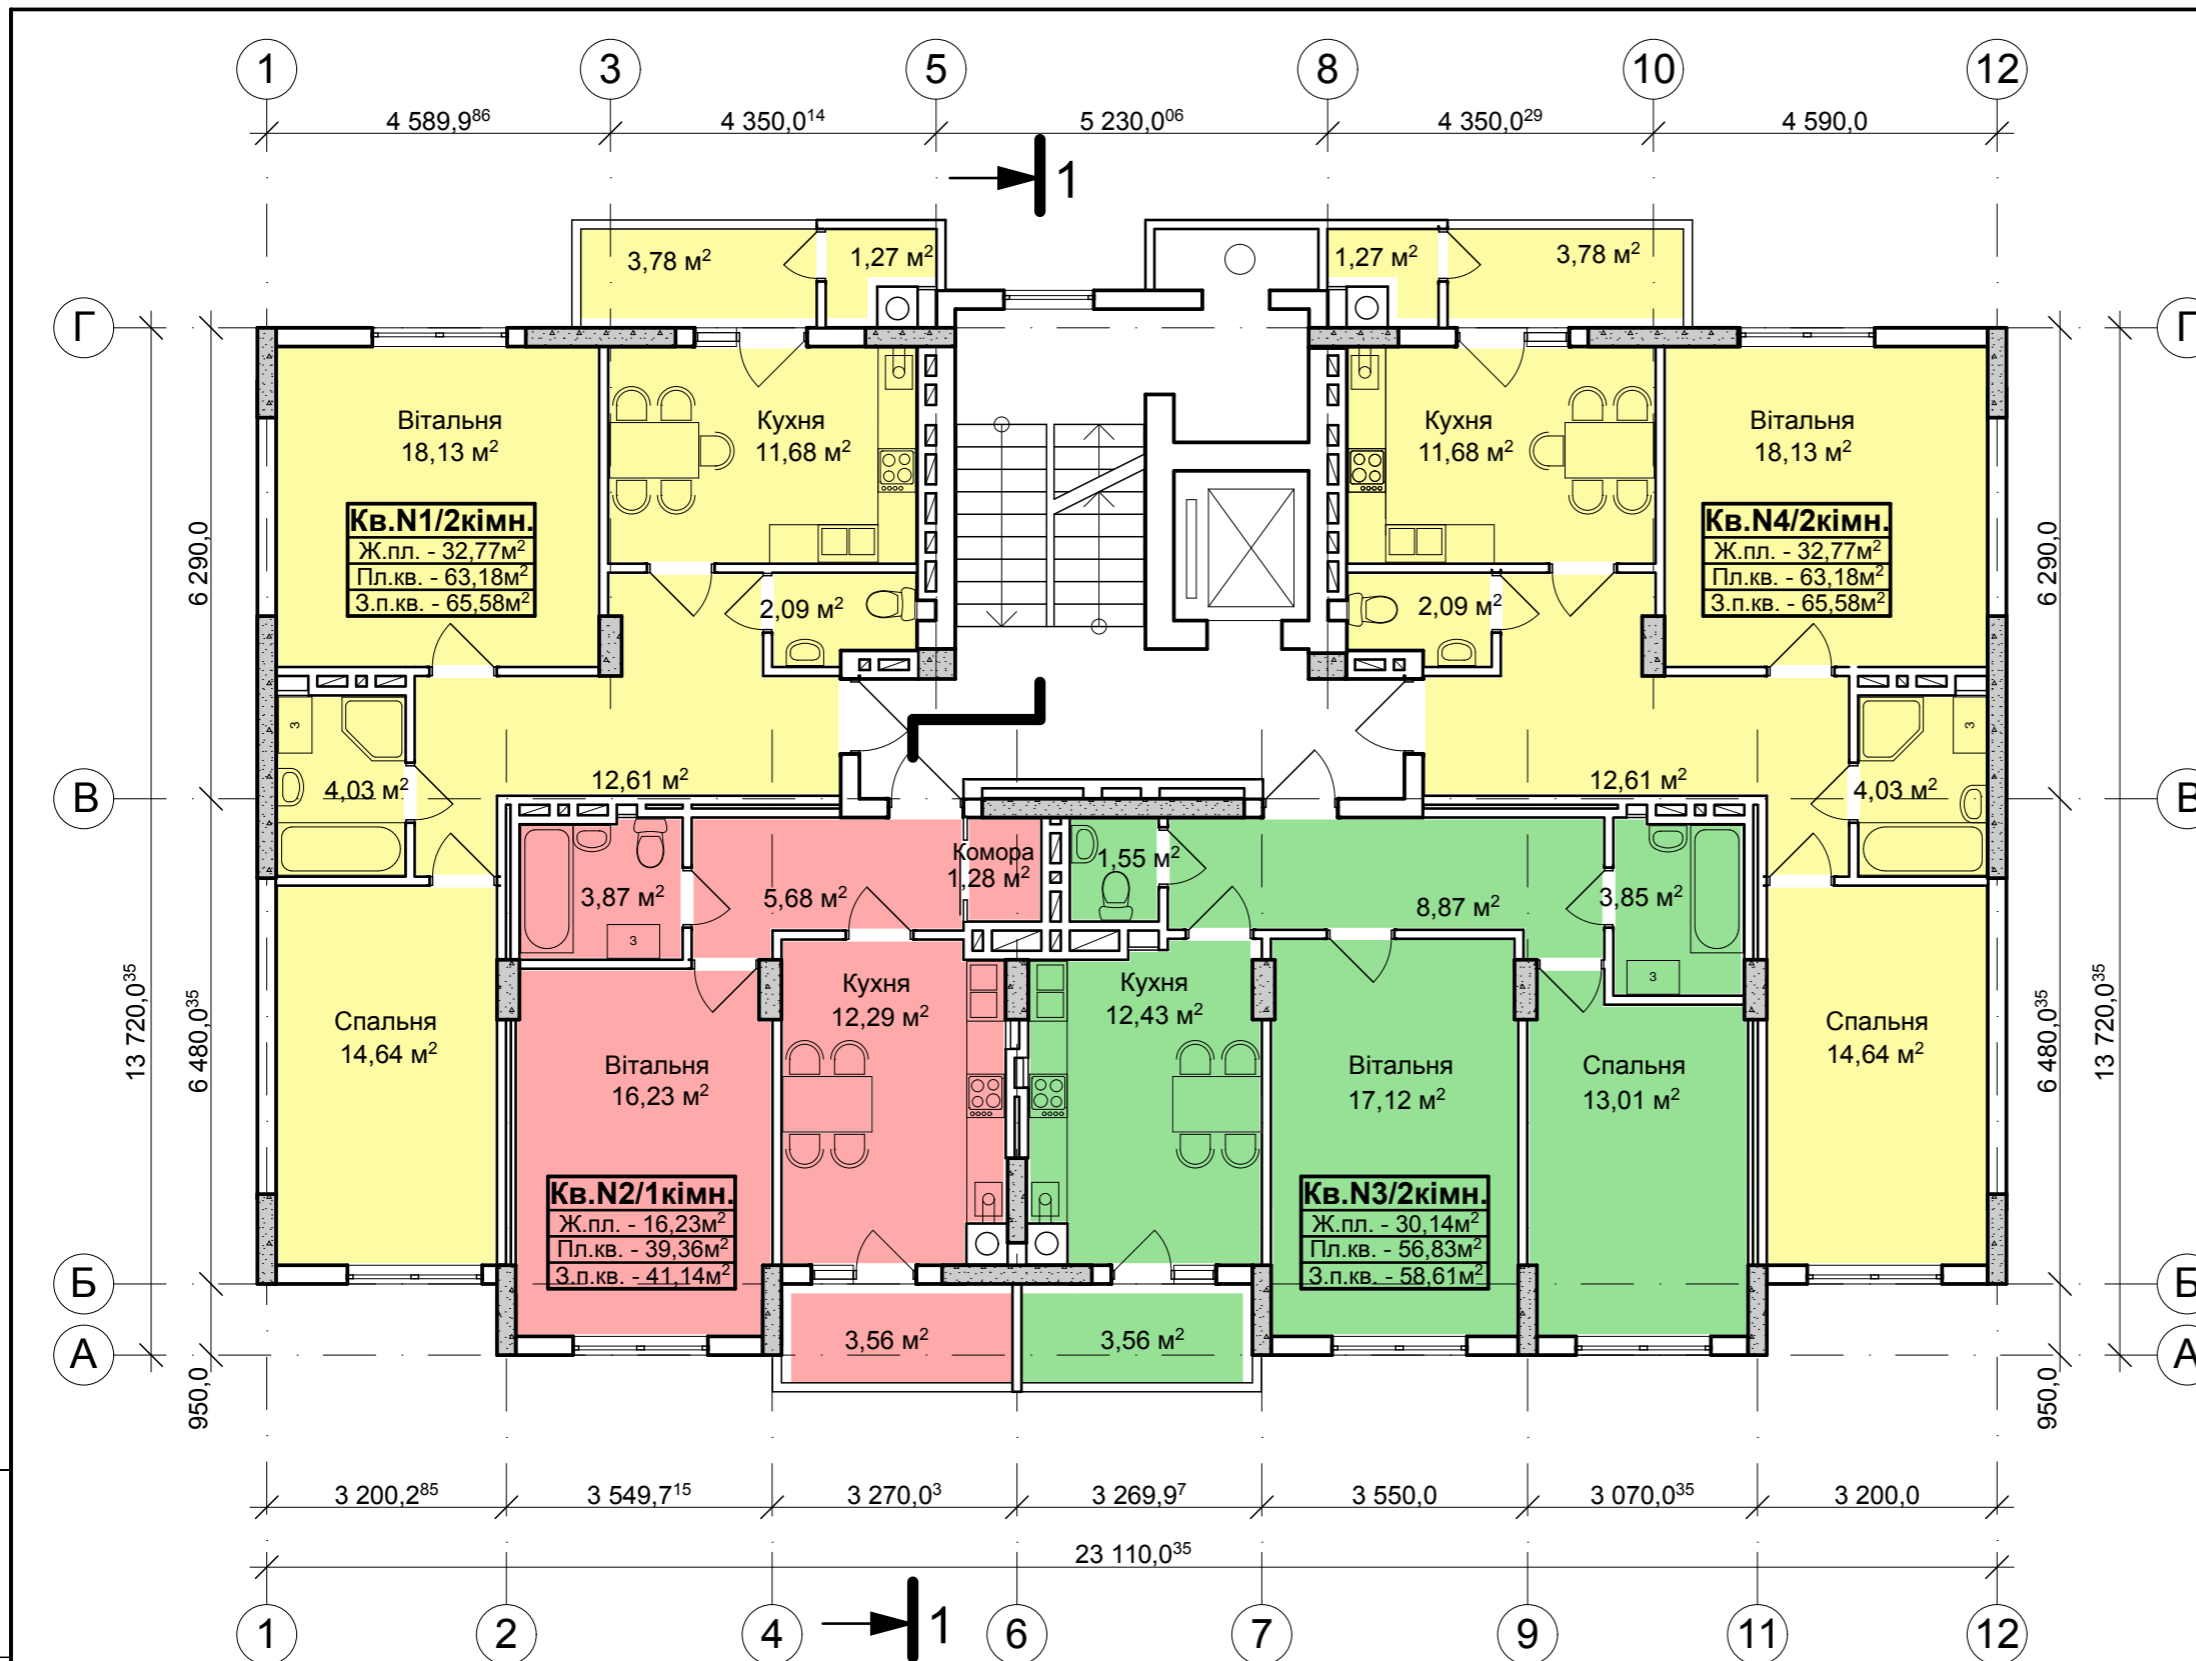 1 3 5 8 10 12
4 589,9⁸⁶ 4 350,0¹⁴ 5 230,0⁰⁶ 4 350,0²⁹ 4 590,0
1
3,78 м² 1,27 м² 1,27 м² 3,78 м²
Г Г
Вітальня
18,13 м²
Кухня
11,68 м²
Кухня
11,68 м²
Вітальня
18,13 м²
Кв.N1/2кімн.
Ж.пл. - 32,77м²
Пл.кв. - 63,18м²
З.п.кв. - 65,58м²
Кв.N4/2кімн.
Ж.пл. - 32,77м²
Пл.кв. - 63,18м²
З.п.кв. - 65,58м²
6 290,0 6 290,0
2,09 м² 2,09 м²
З З
4,03 м² 12,61 м² 12,61 м² 4,03 м²
В В
Комора
1,28 м²
1,55 м²
3,87 м² 5,68 м² 8,87 м² 3,85 м²
З З
Кухня
12,29 м²
Кухня
12,43 м²
Спальня
14,64 м²
Вітальня
16,23 м²
Вітальня
17,12 м²
Спальня
13,01 м²
Спальня
14,64 м²
13 720,0³⁵ 6 480,0³⁵ 6 480,0³⁵ 13 720,0³⁵
Кв.N2/1кімн.
Ж.пл. - 16,23м²
Пл.кв. - 39,36м²
З.п.кв. - 41,14м²
Кв.N3/2кімн.
Ж.пл. - 30,14м²
Пл.кв. - 56,83м²
З.п.кв. - 58,61м²
Б Б
3,56 м² 3,56 м²
А А
950,0 950,0
3 200,2⁸⁵ 3 549,7¹⁵ 3 270,0³ 3 269,9⁷ 3 550,0 3 070,0³⁵ 3 200,0
23 110,0³⁵
1
1 2 4 6 7 9 11 12